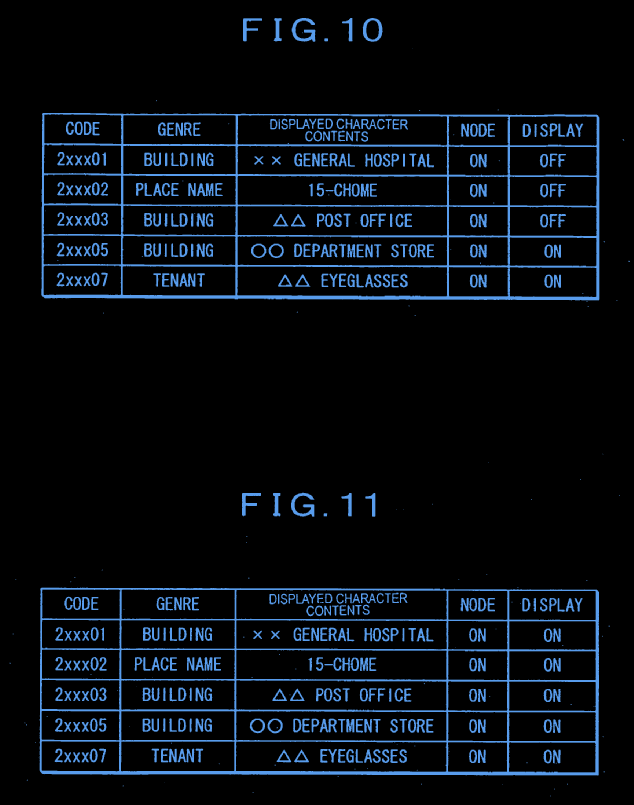 FIG.10
CODE GENRE DISPLAYED CHARACTER CONTENTS NODE DISPLAY
2xxx01 BUILDING ×× GENERAL HOSPITAL ON OFF
2xxx02 PLACE NAME 15-CHOME ON OFF
2xxx03 BUILDING △△ POST OFFICE ON OFF
2xxx05 BUILDING ○○ DEPARTMENT STORE ON ON
2xxx07 TENANT △△ EYEGLASSES ON ON
FIG.11
CODE GENRE DISPLAYED CHARACTER CONTENTS NODE DISPLAY
2xxx01 BUILDING ×× GENERAL HOSPITAL ON ON
2xxx02 PLACE NAME 15-CHOME ON ON
2xxx03 BUILDING △△ POST OFFICE ON ON
2xxx05 BUILDING ○○ DEPARTMENT STORE ON ON
2xxx07 TENANT △△ EYEGLASSES ON ON